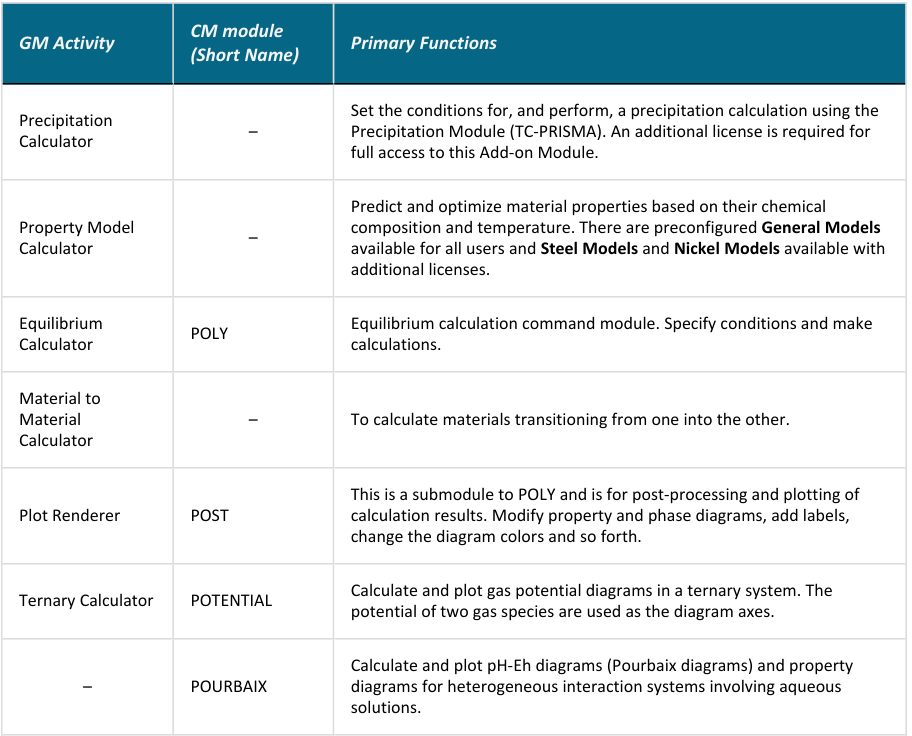 GM Activity
CM module
(Short Name)
Primary Functions
Precipitation
Calculator
–
Set the conditions for, and perform, a precipitation calculation using the
Precipitation Module (TC-PRISMA). An additional license is required for
full access to this Add-on Module.
Property Model
Calculator
–
Predict and optimize material properties based on their chemical
composition and temperature. There are preconfigured General Models
available for all users and Steel Models and Nickel Models available with
additional licenses.
Equilibrium
Calculator
POLY
Equilibrium calculation command module. Specify conditions and make
calculations.
Material to
Material
Calculator
–
To calculate materials transitioning from one into the other.
Plot Renderer
POST
This is a submodule to POLY and is for post-processing and plotting of
calculation results. Modify property and phase diagrams, add labels,
change the diagram colors and so forth.
Ternary Calculator
POTENTIAL
Calculate and plot gas potential diagrams in a ternary system. The
potential of two gas species are used as the diagram axes.
–
POURBAIX
Calculate and plot pH-Eh diagrams (Pourbaix diagrams) and property
diagrams for heterogeneous interaction systems involving aqueous
solutions.